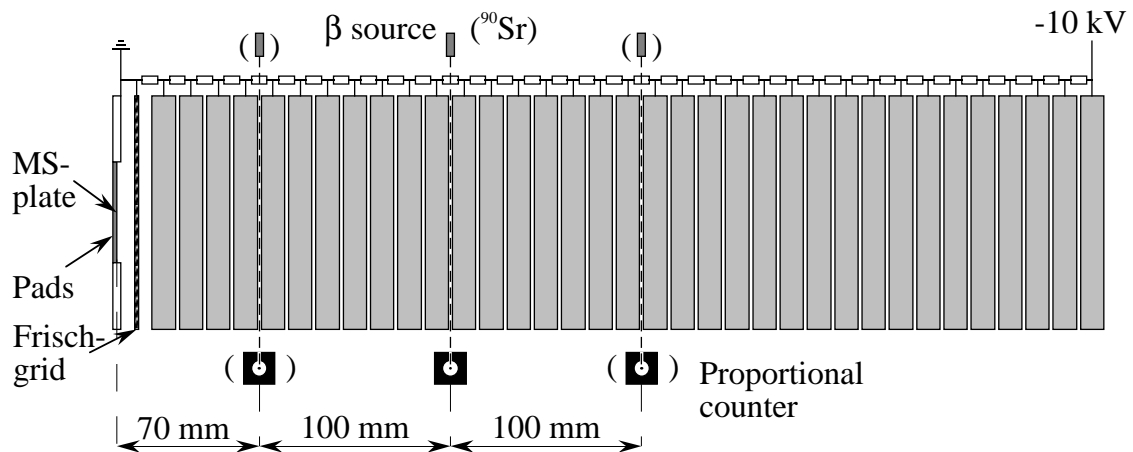 ( )
β source
(⁹⁰Sr)
( )
-10 kV
MS-
plate
Pads
Frisch-
grid
( )
( )
Proportional
counter
70 mm
100 mm
100 mm